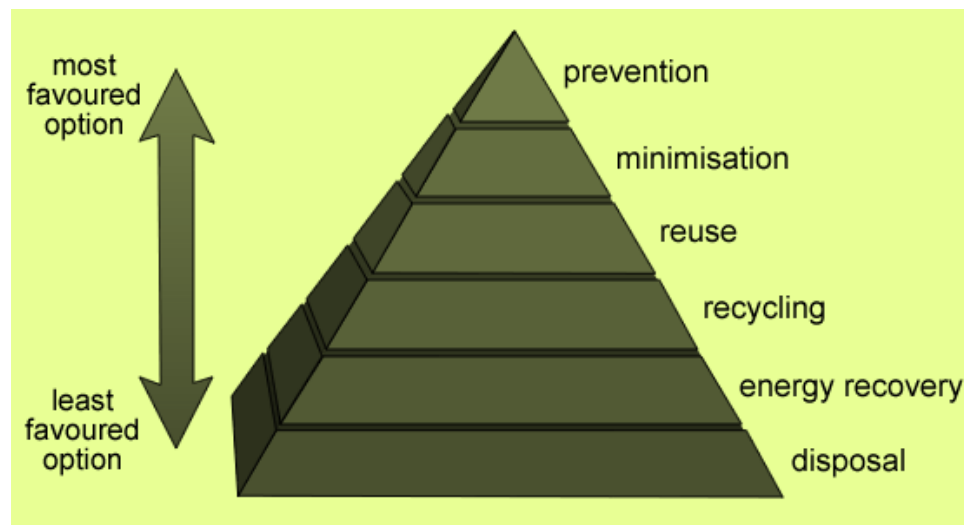 most
favoured
option
prevention
minimisation
reuse
recycling
energy recovery
least
favoured
option
disposal